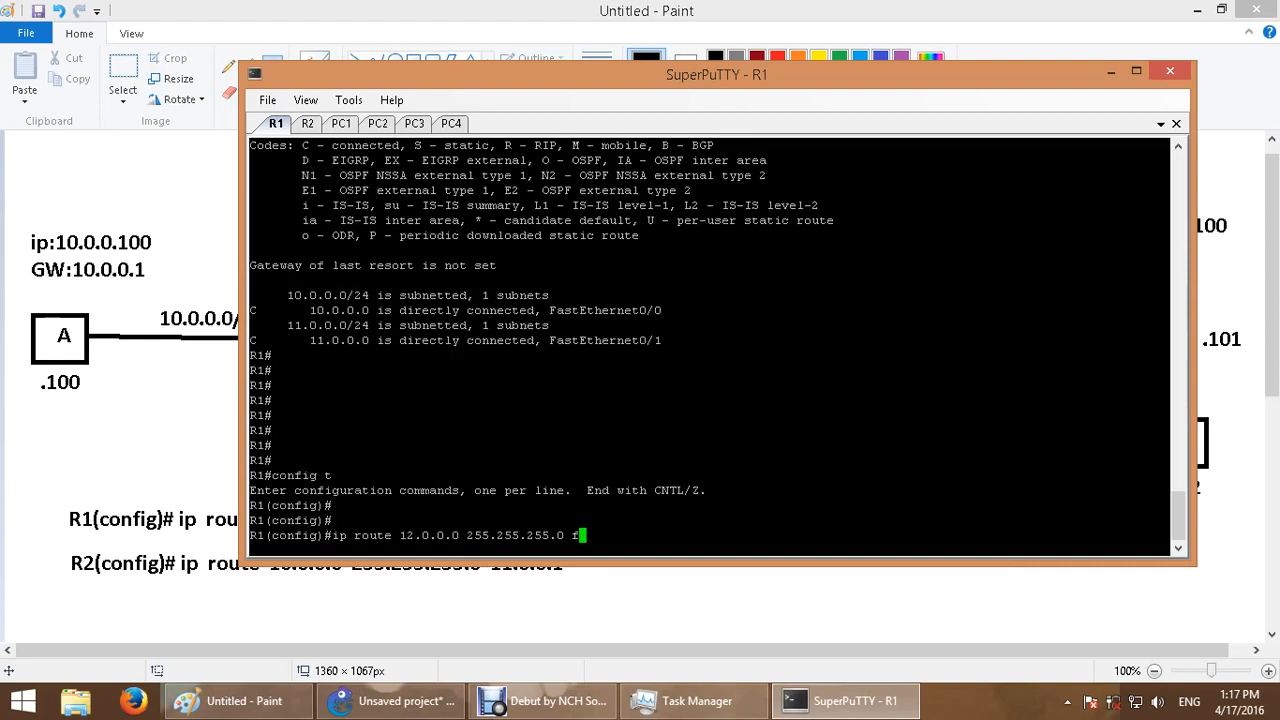 Untitled - Paint
File Home View
Cut
Copy
Paste
Clipboard
Crop
Resize
Rotate
Select
Image
Outline
SuperPuTTY - R1
File View Tools Help
R1 R2 PC1 PC2 PC3 PC4
Codes: C - connected, S - static, R - RIP, M - mobile, B - BGP
D - EIGRP, EX - EIGRP external, O - OSPF, IA - OSPF inter area
N1 - OSPF NSSA external type 1, N2 - OSPF NSSA external type 2
E1 - OSPF external type 1, E2 - OSPF external type 2
i - IS-IS, su - IS-IS summary, L1 - IS-IS level-1, L2 - IS-IS level-2
ia - IS-IS inter area, * - candidate default, U - per-user static route
o - ODR, P - periodic downloaded static route
Gateway of last resort is not set
10.0.0.0/24 is subnetted, 1 subnets
C 10.0.0.0 is directly connected, FastEthernet0/0
11.0.0.0/24 is subnetted, 1 subnets
C 11.0.0.0 is directly connected, FastEthernet0/1
R1#
R1#
R1#
R1#
R1#
R1#
R1#
R1#
R1#config t
Enter configuration commands, one per line. End with CNTL/Z.
R1(config)#
R1(config)#
R1(config)#ip route 12.0.0.0 255.255.255.0 f
ip:10.0.0.100
GW:10.0.0.1
10.0.0.0/
A
.100
100
.101
2
R1(config)# ip rou
R2(config)# ip route
1360 × 1067px
100%
Untitled - Paint
Unsaved project* ...
Debut by NCH So...
Task Manager
SuperPuTTY - R1
ENG
1:17 PM
4/17/2016